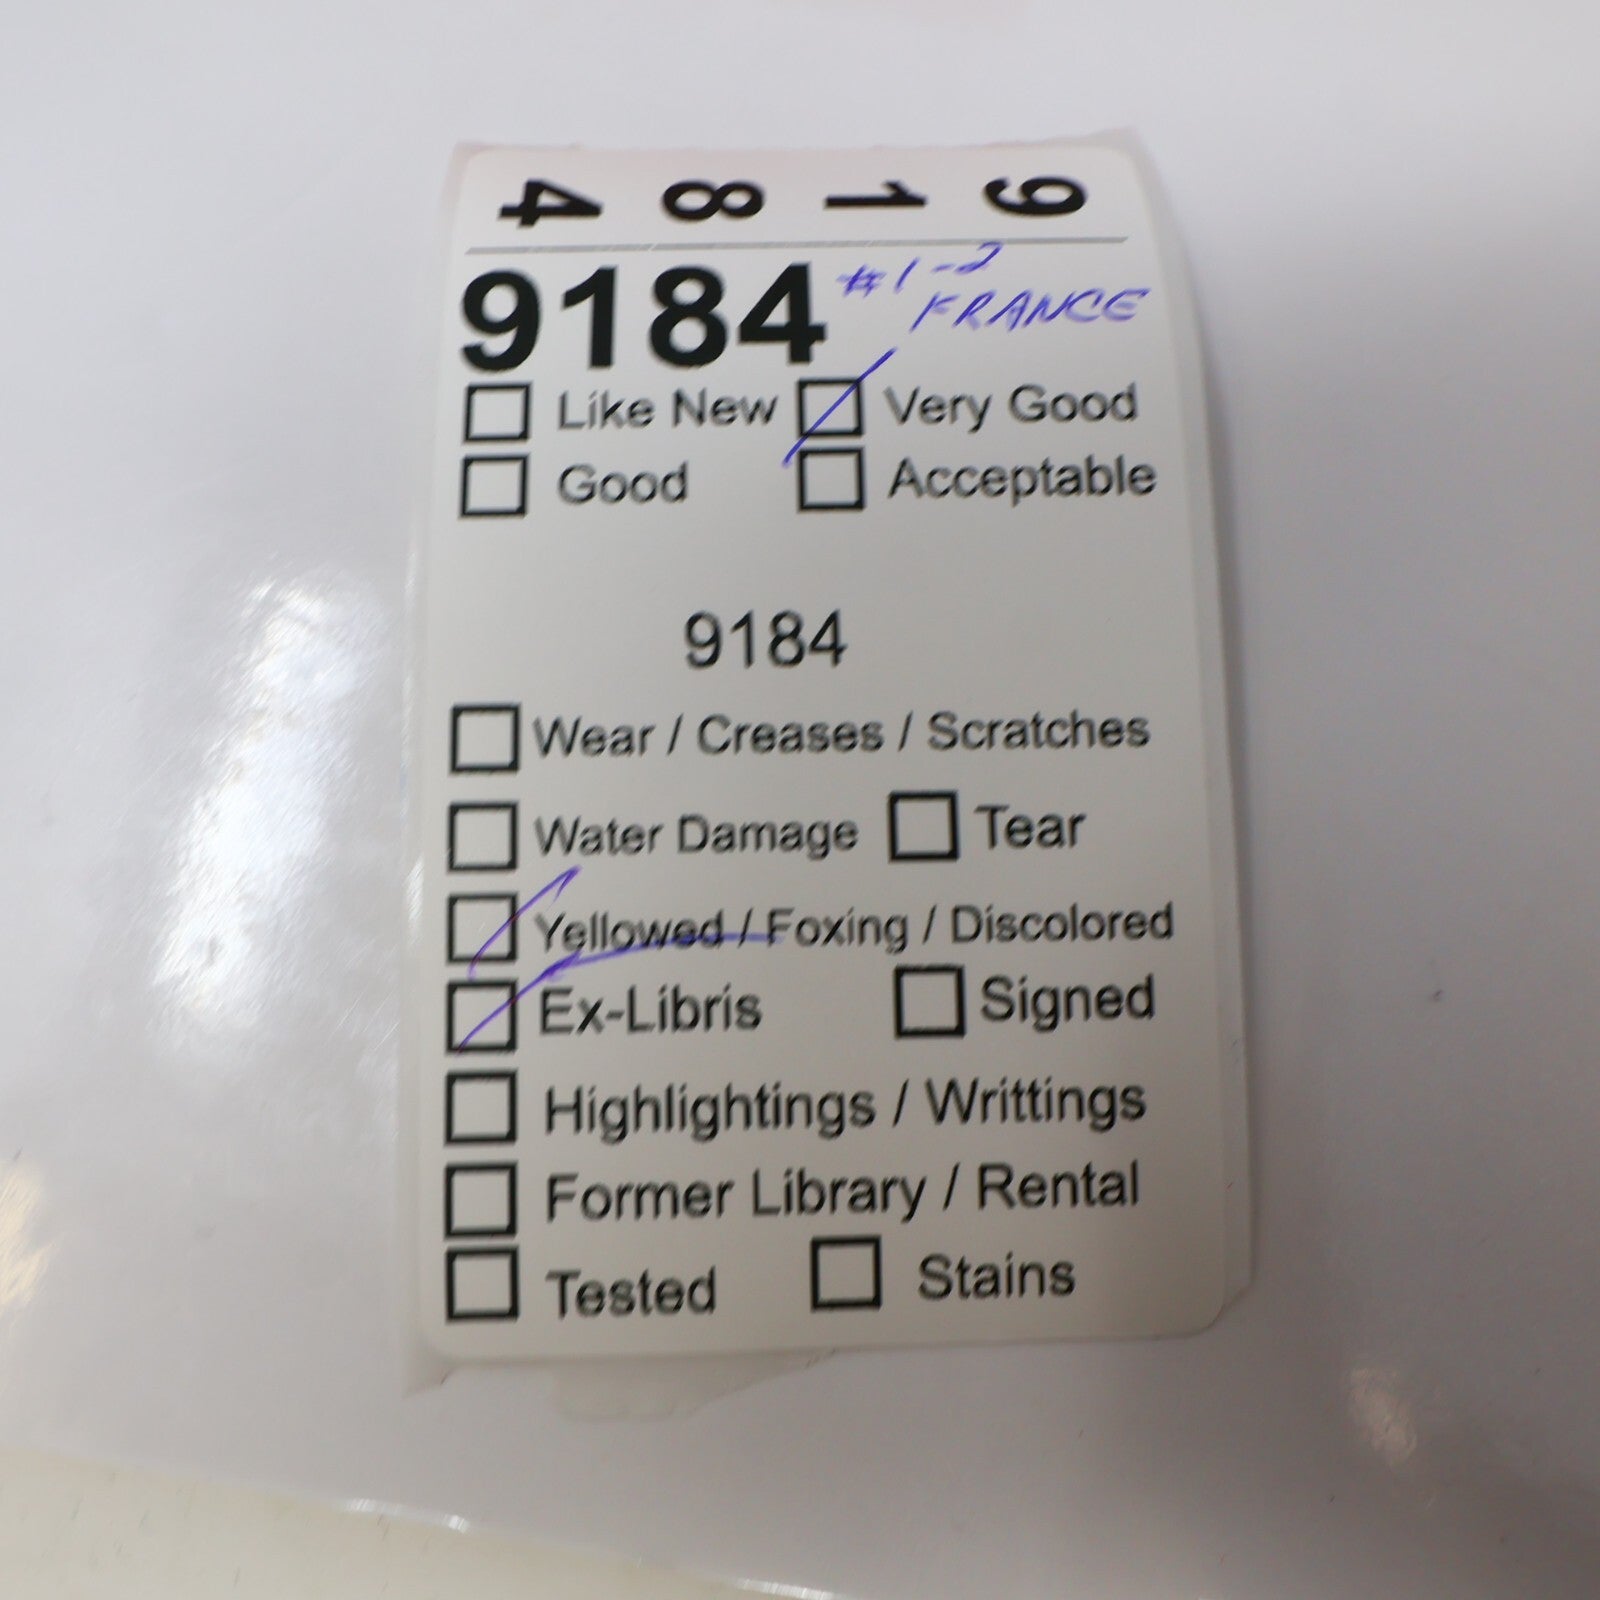 9 1 8 4
9184 #1-2
FRANCE
Like New Very Good
Good Acceptable
9184
Wear / Creases / Scratches
Water Damage Tear
Yellowed / Foxing / Discolored
Ex-Libris Signed
Highlightings / Writtings
Former Library / Rental
Tested Stains